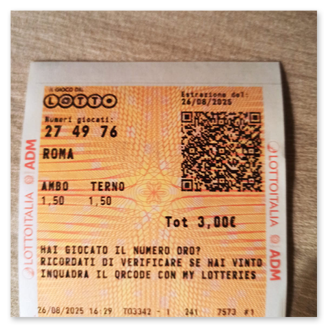 IL GIOCO DEL
LOTTO
Estrazione del:
26/08/2025
Numeri giocati:
27 49 76
ROMA
AMBO TERNO
1,50 1,50
Tot 3,00€
HAI GIOCATO IL NUMERO ORO?
RICORDATI DI VERIFICARE SE HAI VINTO
INQUADRA IL QRCODE CON MY LOTTERIES
26/08/2025 16:29 TO3342 - 1 241 7573 #1
LOTTOITALIA ADM
LOTTOITALIA ADM